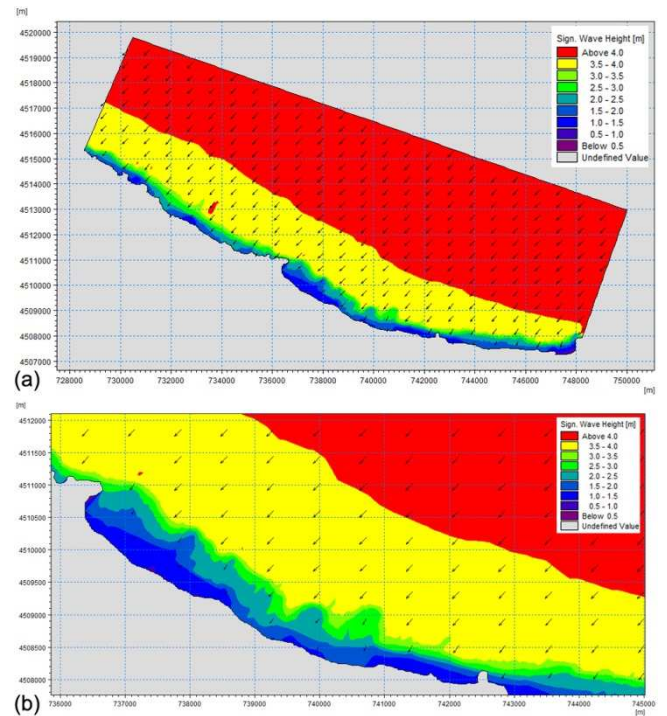 [m]
4520000
4519000
4518000
4517000
4516000
4515000
4514000
4513000
4512000
4511000
4510000
4509000
4508000
4507000
Sign. Wave Height [m]
Above 4.0
3.5 - 4.0
3.0 - 3.5
2.5 - 3.0
2.0 - 2.5
1.5 - 2.0
1.0 - 1.5
0.5 - 1.0
Below 0.5
Undefined Value
(a)
728000 730000 732000 734000 736000 738000 740000 742000 744000 746000 748000 750000
[m]
[m]
4512000
4511500
4511000
4510500
4510000
4509500
4509000
4508500
4508000
Sign. Wave Height [m]
Above 4.0
3.5 - 4.0
3.0 - 3.5
2.5 - 3.0
2.0 - 2.5
1.5 - 2.0
1.0 - 1.5
0.5 - 1.0
Below 0.5
Undefined Value
(b)
736000 737000 738000 739000 740000 741000 742000 743000 744000 745000
[m]